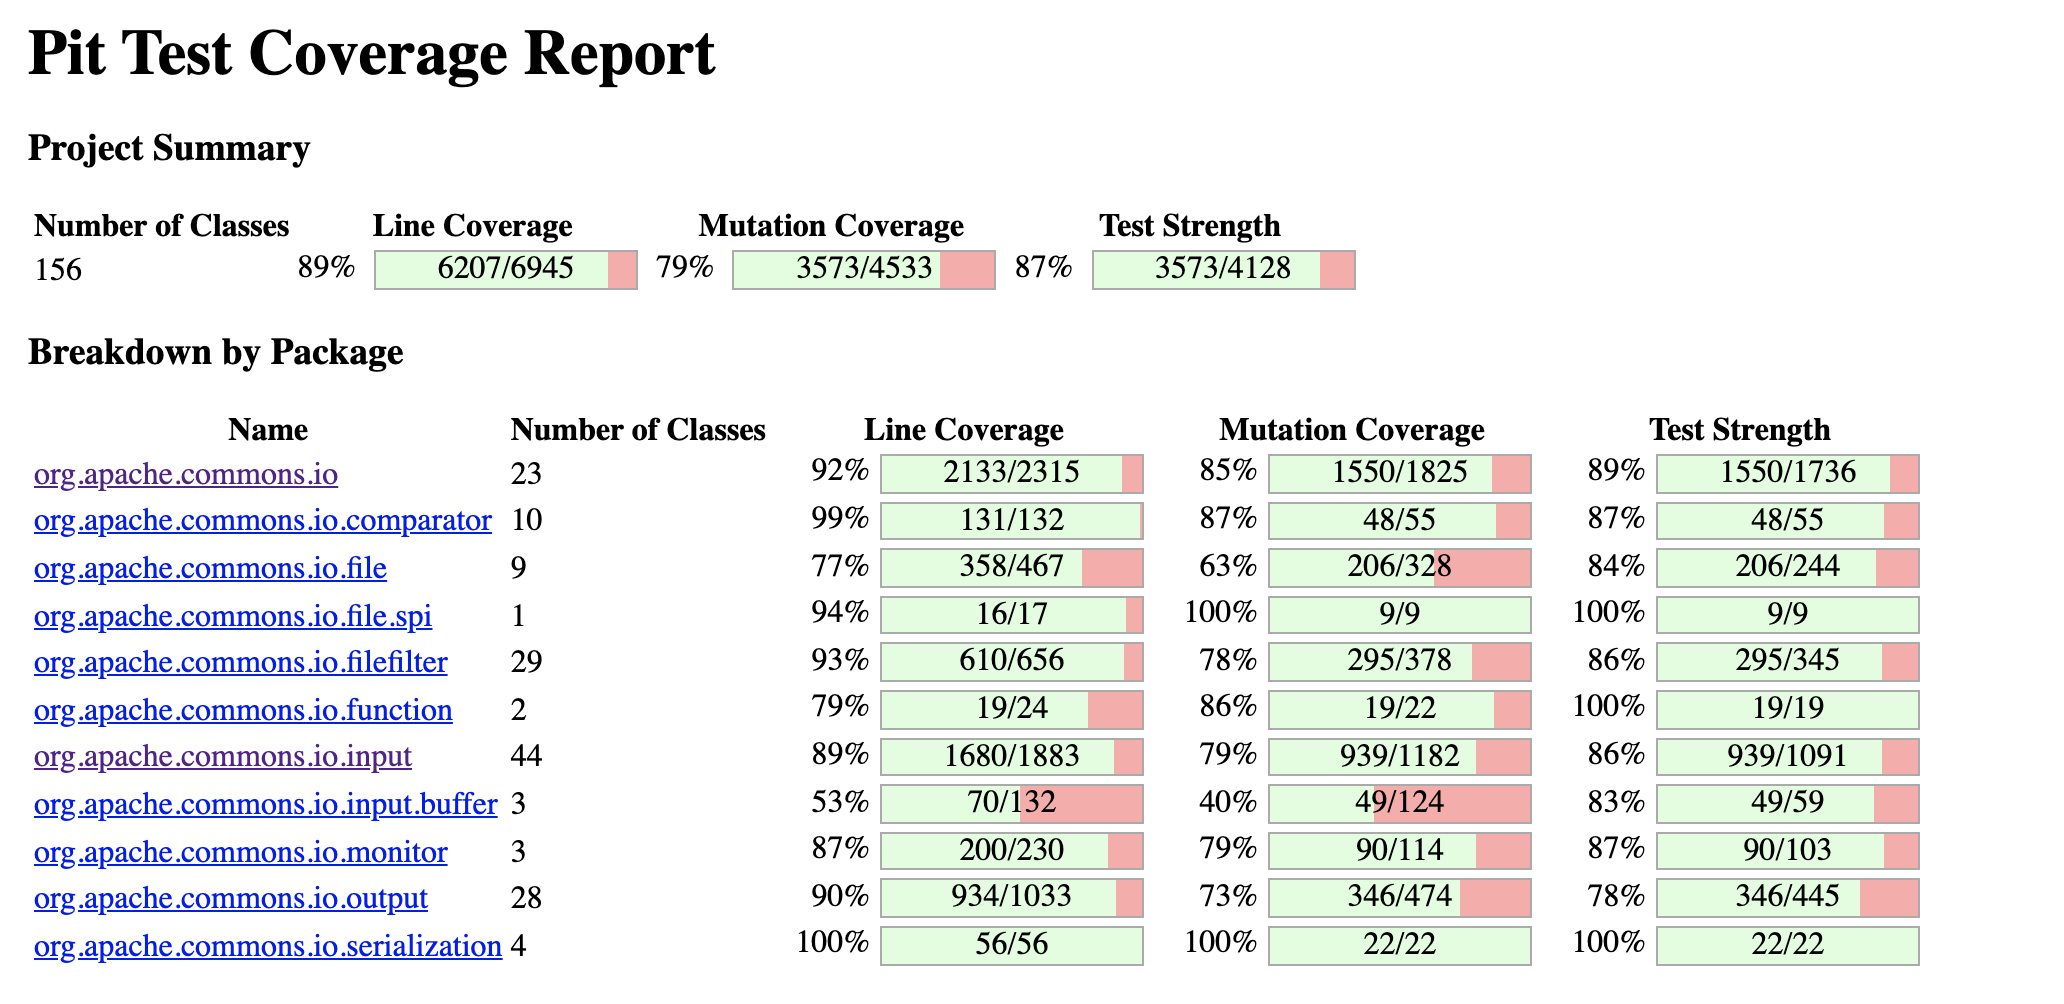 Pit Test Coverage Report
Project Summary
Number of Classes Line Coverage Mutation Coverage Test Strength
156 89% 6207/6945 79% 3573/4533 87% 3573/4128
Breakdown by Package
Name Number of Classes Line Coverage Mutation Coverage Test Strength
org.apache.commons.io 23 92% 2133/2315 85% 1550/1825 89% 1550/1736
org.apache.commons.io.comparator 10 99% 131/132 87% 48/55 87% 48/55
org.apache.commons.io.file 9 77% 358/467 63% 206/328 84% 206/244
org.apache.commons.io.file.spi 1 94% 16/17 100% 9/9 100% 9/9
org.apache.commons.io.filefilter 29 93% 610/656 78% 295/378 86% 295/345
org.apache.commons.io.function 2 79% 19/24 86% 19/22 100% 19/19
org.apache.commons.io.input 44 89% 1680/1883 79% 939/1182 86% 939/1091
org.apache.commons.io.input.buffer 3 53% 70/132 40% 49/124 83% 49/59
org.apache.commons.io.monitor 3 87% 200/230 79% 90/114 87% 90/103
org.apache.commons.io.output 28 90% 934/1033 73% 346/474 78% 346/445
org.apache.commons.io.serialization 4 100% 56/56 100% 22/22 100% 22/22